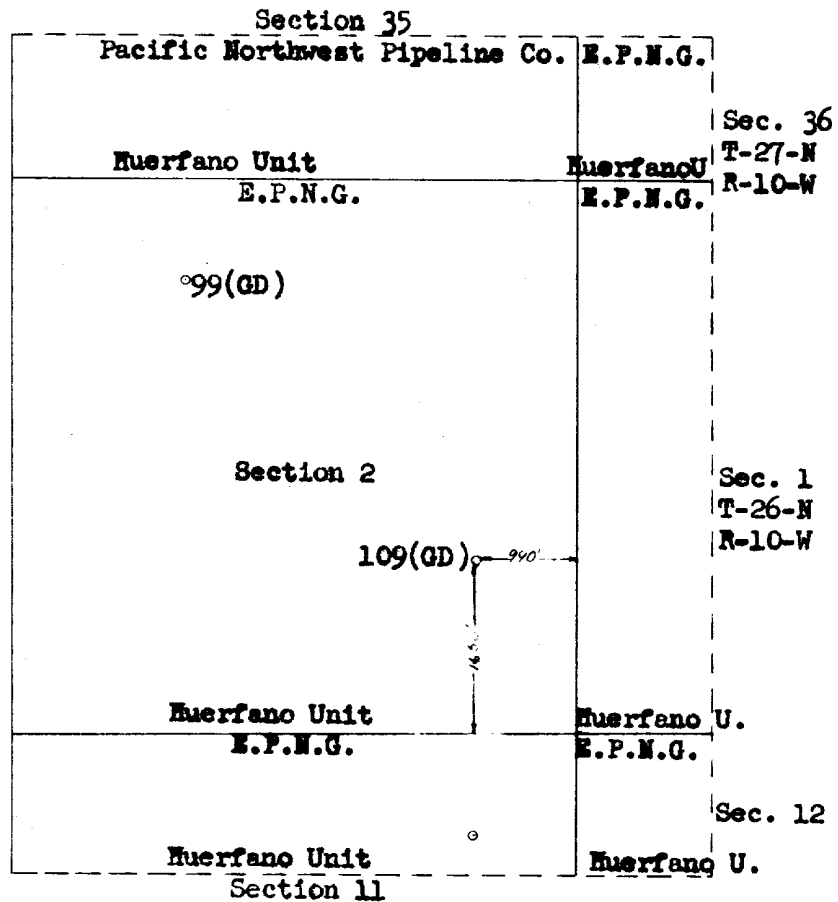 Section 35
Pacific Northwest Pipeline Co. E.P.N.G.
Sec. 36
T-27-N
R-10-W
Huerfano Unit HuerfanoU
E.P.N.G. E.P.N.G.
99(GD)
Section 2
Sec. 1
T-26-N
R-10-W
109(GD) 990'
Huerfano Unit Huerfano U.
E.P.N.G. E.P.N.G.
Sec. 12
Huerfano Unit Huerfano U.
Section 11